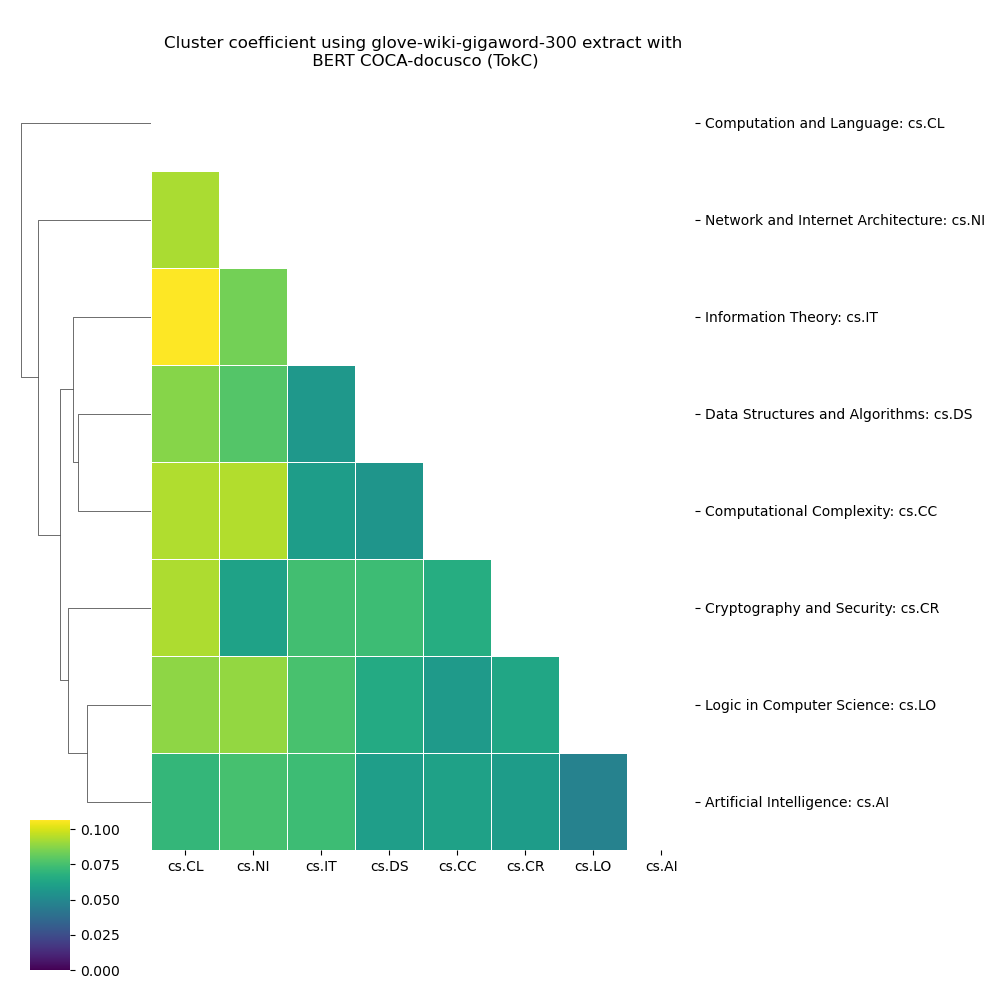 Cluster coefficient using glove-wiki-gigaword-300 extract with
BERT COCA-docusco (TokC)
Computation and Language: cs.CL
Network and Internet Architecture: cs.NI
Information Theory: cs.IT
Data Structures and Algorithms: cs.DS
Computational Complexity: cs.CC
Cryptography and Security: cs.CR
Logic in Computer Science: cs.LO
Artificial Intelligence: cs.AI
cs.CL cs.NI cs.IT cs.DS cs.CC cs.CR cs.LO cs.AI
0.100
0.075
0.050
0.025
0.000